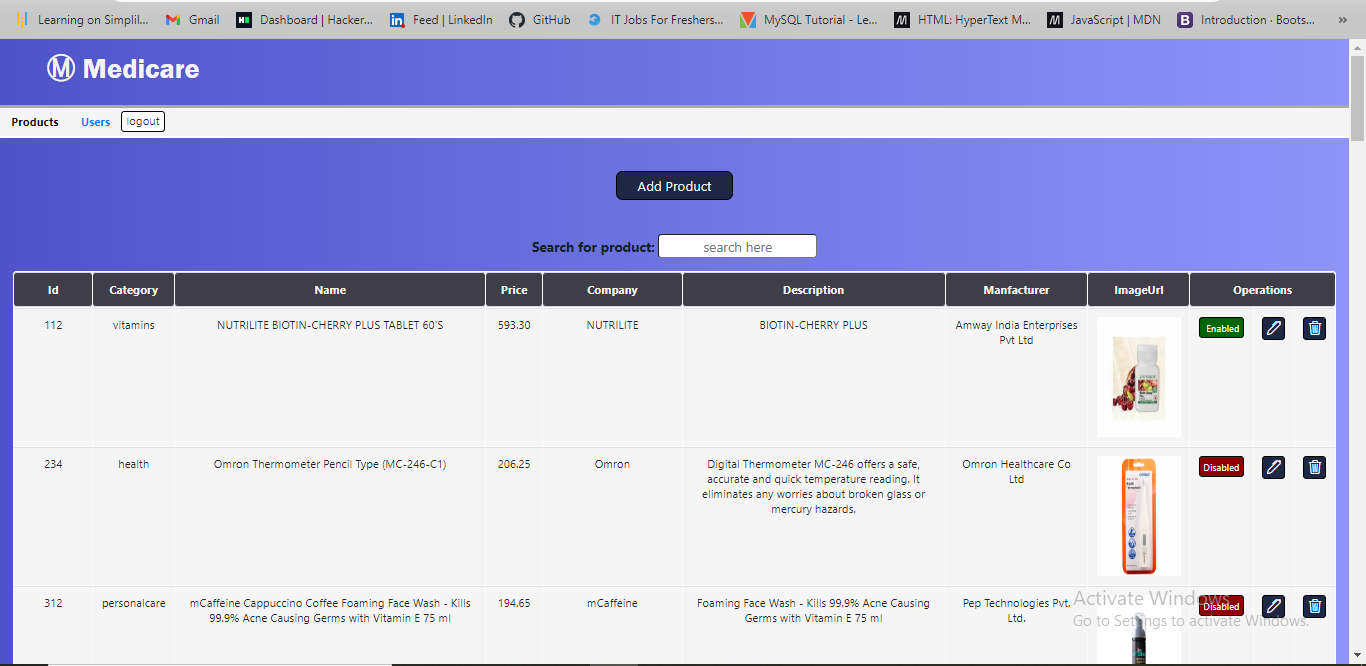 Learning on Simplil... Gmail Dashboard | Hacker... Feed | LinkedIn GitHub IT Jobs For Freshers... MySQL Tutorial - Le... HTML: HyperText M... JavaScript | MDN Introduction · Boots... »
M Medicare
Products Users logout
Add Product
Search for product: search here
Id Category Name Price Company Description Manfacturer ImageUrl Operations
112 vitamins NUTRILITE BIOTIN-CHERRY PLUS TABLET 60'S 593.30 NUTRILITE BIOTIN-CHERRY PLUS Amway India Enterprises Enabled
Pvt Ltd
234 health Omron Thermometer Pencil Type (MC-246-C1) 206.25 Omron Digital Thermometer MC-246 offers a safe, Omron Healthcare Co Disabled
accurate and quick temperature reading. It Ltd
eliminates any worries about broken glass or
mercury hazards.
312 personalcare mCaffeine Cappuccino Coffee Foaming Face Wash - Kills 194.65 mCaffeine Foaming Face Wash - Kills 99.9% Acne Causing Pep Technologies Pvt. Disabled
99.9% Acne Causing Germs with Vitamin E 75 ml Germs with Vitamin E 75 ml Ltd.
Activate Windows
Go to Settings to activate Windows.